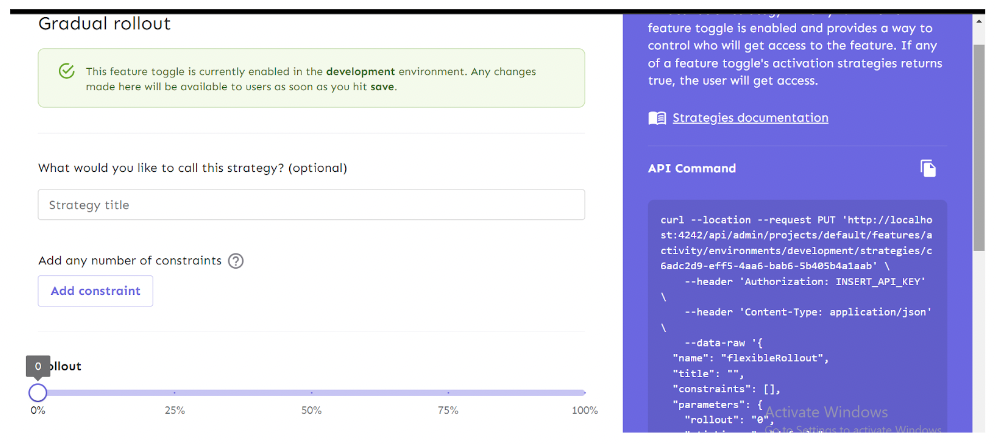 Gradual rollout
This feature toggle is currently enabled in the development environment. Any changes
made here will be available to users as soon as you hit save.
What would you like to call this strategy? (optional)
Strategy title
Add any number of constraints
Add constraint
0
ollout
0%
25%
50%
75%
100%
feature toggle is enabled and provides a way to
control who will get access to the feature. If any
of a feature toggle's activation strategies returns
true, the user will get access.
Strategies documentation
API Command
curl --location --request PUT 'http://localho
st:4242/api/admin/projects/default/features/a
ctivity/environments/development/strategies/c
6adc2d9-eff5-4aa6-bab6-5b405b4a1aab' \
--header 'Authorization: INSERT_API_KEY'
\
--header 'Content-Type: application/json'
\
--data-raw '{
"name": "flexibleRollout",
"title": "",
"constraints": [],
"parameters": {
"rollout": "0",
Activate Windows
Go to Settings to activate Windows